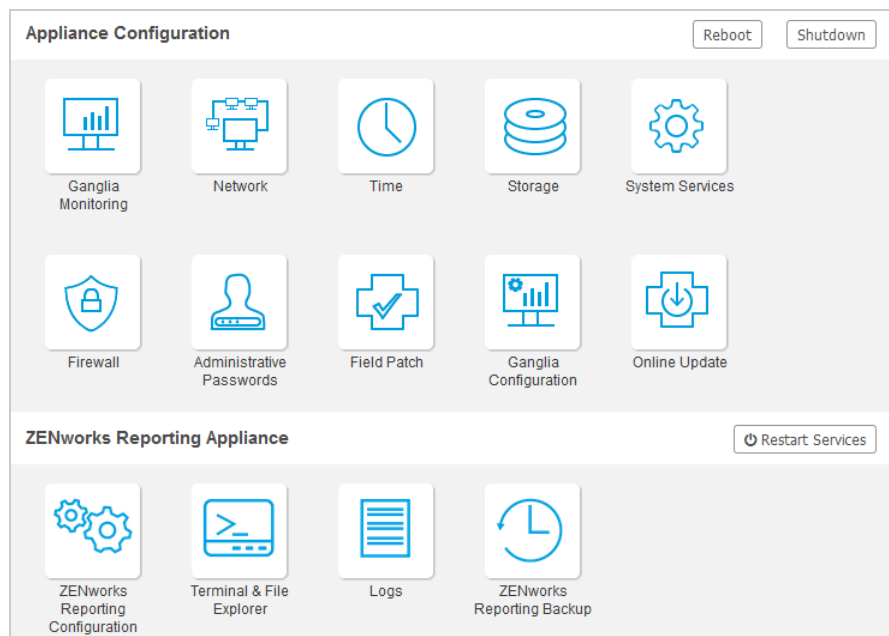 Appliance Configuration
Reboot
Shutdown
Ganglia
Monitoring
Network
Time
Storage
System Services
Firewall
Administrative
Passwords
Field Patch
Ganglia
Configuration
Online Update
ZENworks Reporting Appliance
Restart Services
ZENworks
Reporting
Configuration
Terminal & File
Explorer
Logs
ZENworks
Reporting Backup